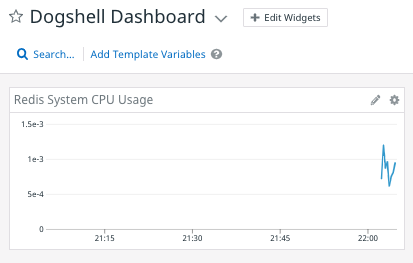 Dogshell Dashboard
+ Edit Widgets
Search... Add Template Variables ?
Redis System CPU Usage
1.5e-3
1e-3
5e-4
0
21:15 21:30 21:45 22:00